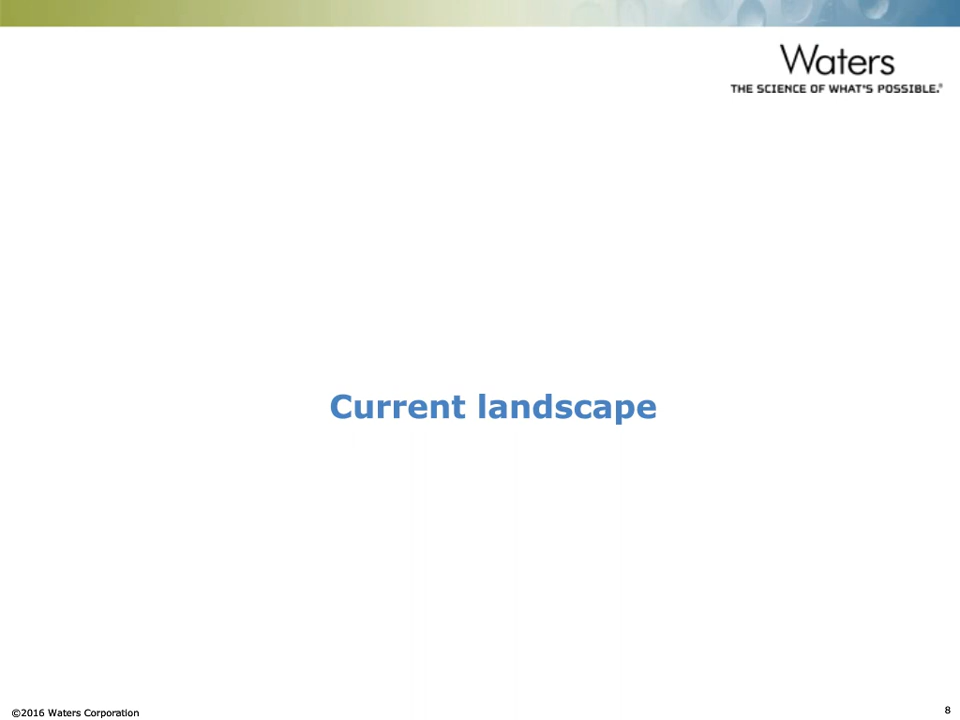 Waters
THE SCIENCE OF WHAT'S POSSIBLE.®
Current landscape
©2016 Waters Corporation
8